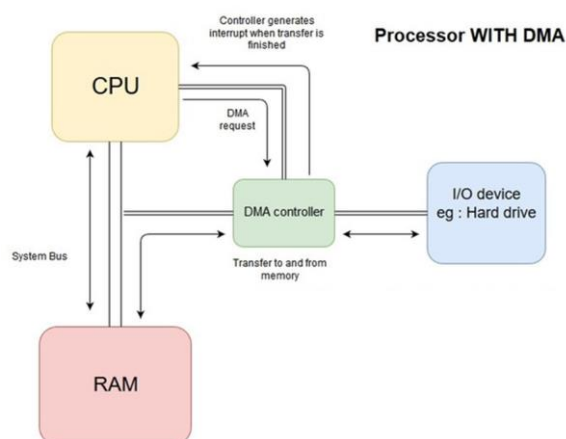 Controller generates
interrupt when transfer is
finished
Processor WITH DMA
CPU
DMA
request
I/O device
eg : Hard drive
DMA controller
System Bus
Transfer to and from
memory
RAM